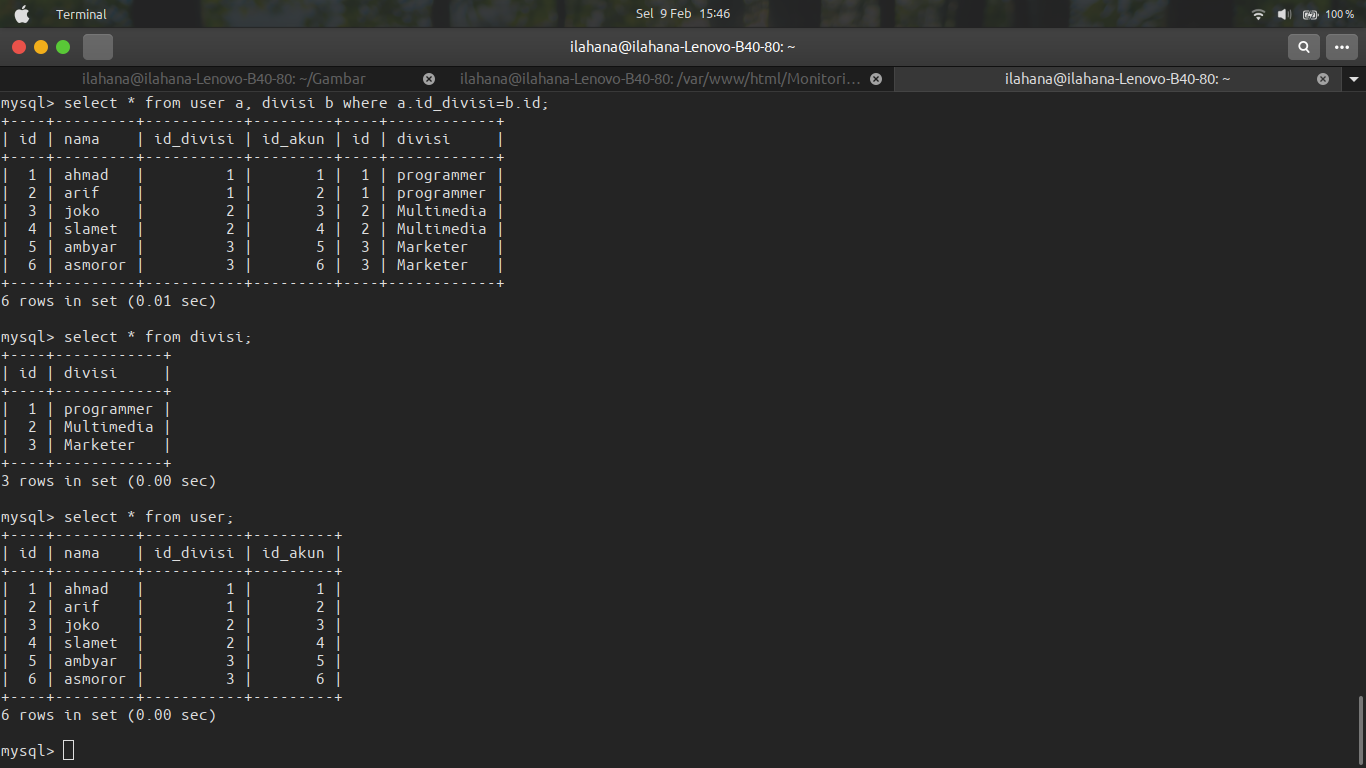 Terminal
Sel 9 Feb 15:46
100 %
ilahana@ilahana-Lenovo-B40-80: ~
ilahana@ilahana-Lenovo-B40-80: ~/Gambar
ilahana@ilahana-Lenovo-B40-80: /var/www/html/Monitori…
ilahana@ilahana-Lenovo-B40-80: ~
mysql> select * from user a, divisi b where a.id_divisi=b.id;
+----+---------+-----------+---------+----+------------+
| id | nama    | id_divisi | id_akun | id | divisi     |
+----+---------+-----------+---------+----+------------+
|  1 | ahmad   |         1 |       1 |  1 | programmer |
|  2 | arif    |         1 |       2 |  1 | programmer |
|  3 | joko    |         2 |       3 |  2 | Multimedia |
|  4 | slamet  |         2 |       4 |  2 | Multimedia |
|  5 | ambyar  |         3 |       5 |  3 | Marketer   |
|  6 | asmoror |         3 |       6 |  3 | Marketer   |
+----+---------+-----------+---------+----+------------+
6 rows in set (0.01 sec)
mysql> select * from divisi;
+----+------------+
| id | divisi     |
+----+------------+
|  1 | programmer |
|  2 | Multimedia |
|  3 | Marketer   |
+----+------------+
3 rows in set (0.00 sec)
mysql> select * from user;
+----+---------+-----------+---------+
| id | nama    | id_divisi | id_akun |
+----+---------+-----------+---------+
|  1 | ahmad   |         1 |       1 |
|  2 | arif    |         1 |       2 |
|  3 | joko    |         2 |       3 |
|  4 | slamet  |         2 |       4 |
|  5 | ambyar  |         3 |       5 |
|  6 | asmoror |         3 |       6 |
+----+---------+-----------+---------+
6 rows in set (0.00 sec)
mysql>